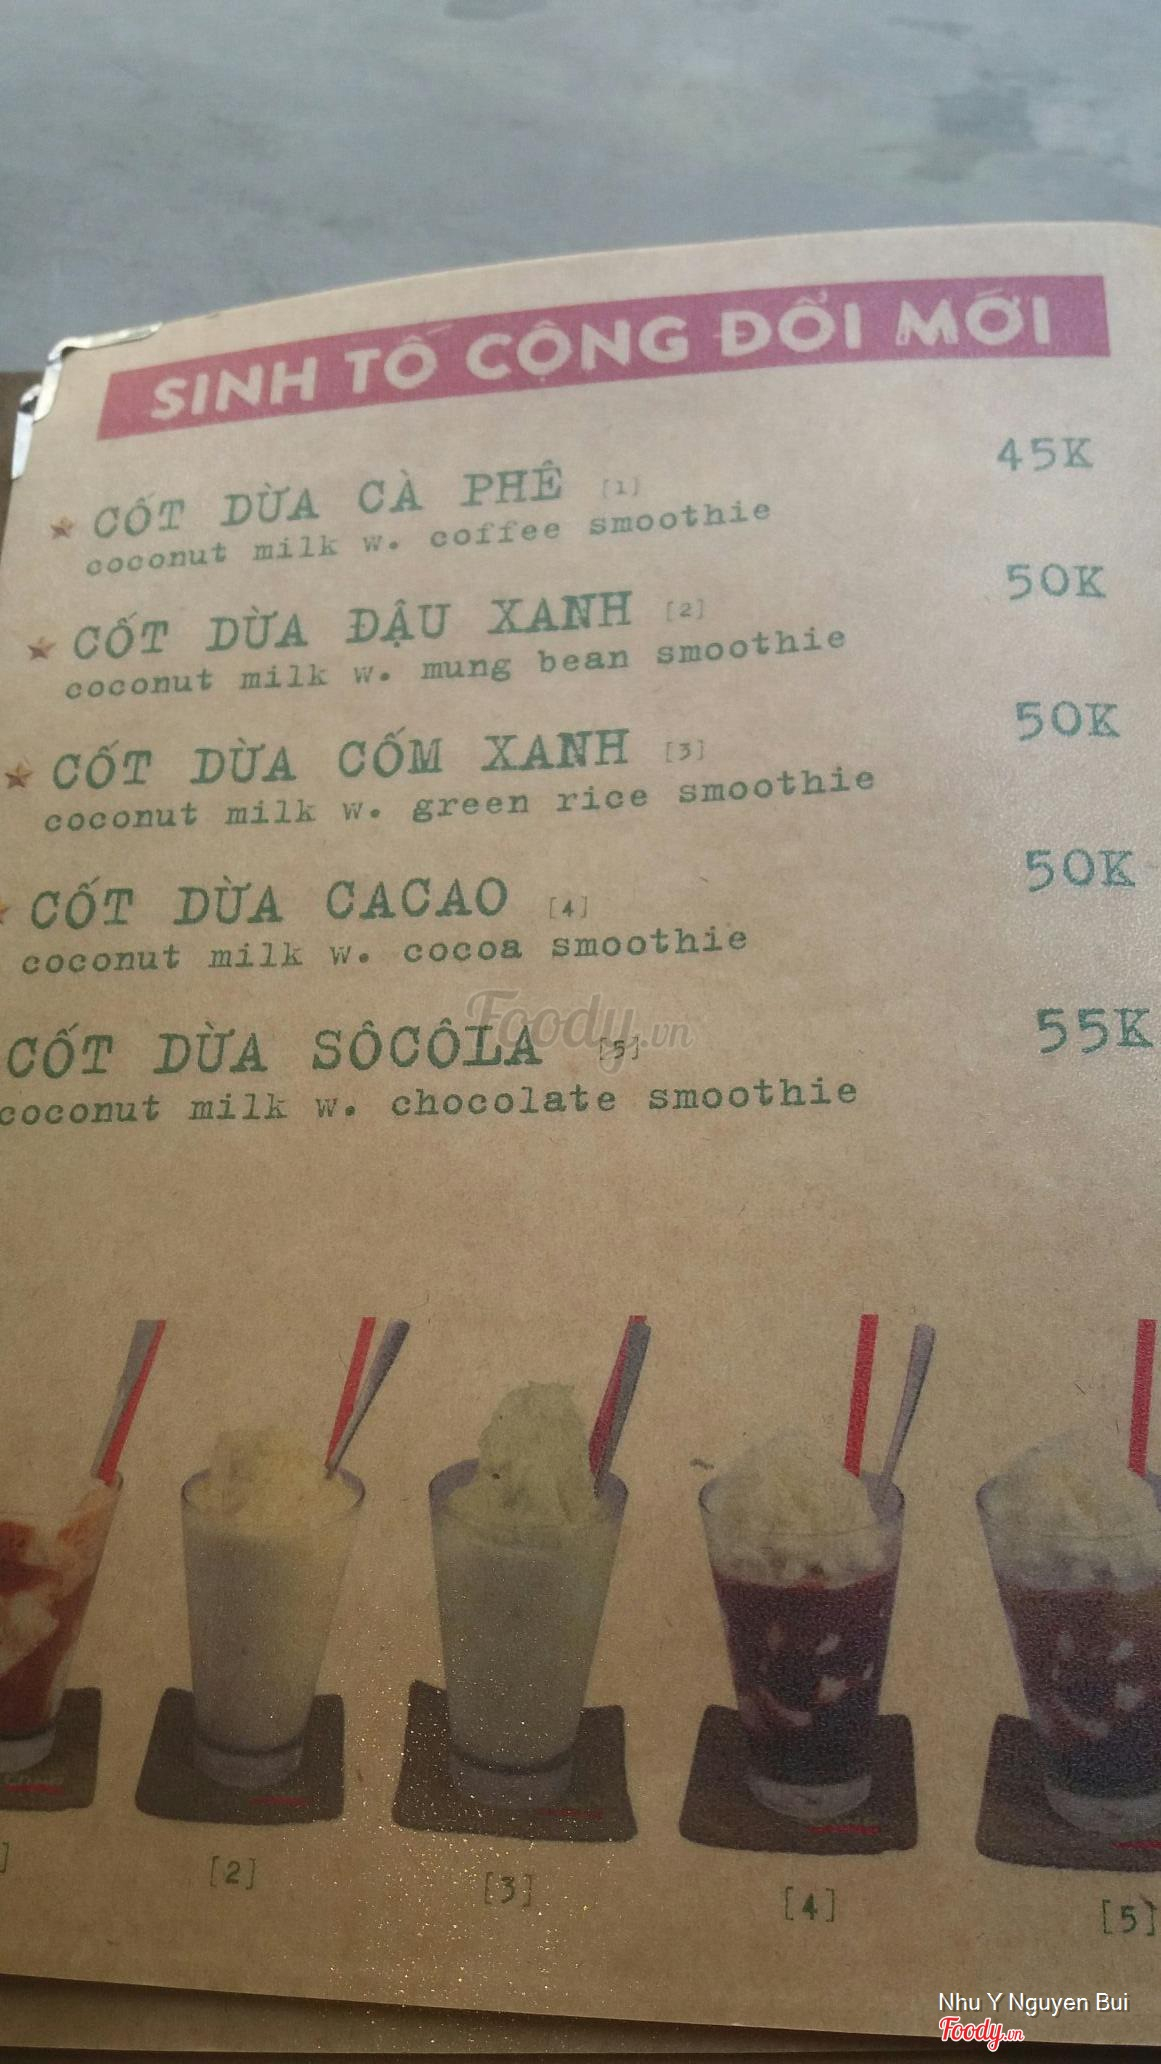 SINH TỐ CỘNG ĐỔI MỚI
CỐT DỪA CÀ PHÊ [1] 45K
coconut milk w. coffee smoothie
CỐT DỪA ĐẬU XANH [2] 50K
coconut milk w. mung bean smoothie
CỐT DỪA CỐM XANH [3] 50K
coconut milk w. green rice smoothie
CỐT DỪA CACAO [4] 50K
coconut milk w. cocoa smoothie
CỐT DỪA SÔCÔLA [5] 55K
coconut milk w. chocolate smoothie
Foody.vn
[2] [3] [4] [5]
Nhu Y Nguyen Bui
Foody.vn